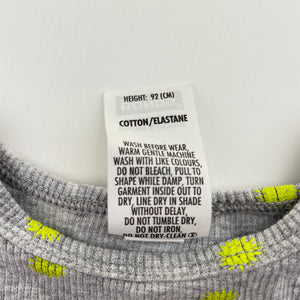 HEIGHT: 92 (CM)
COTTON/ELASTANE
WASH BEFORE WEAR,
WARM GENTLE MACHINE
WASH WITH LIKE COLOURS,
DO NOT BLEACH, PULL TO
SHAPE WHILE DAMP, TURN
GARMENT INSIDE OUT TO
DRY, LINE DRY IN SHADE
WITHOUT DELAY,
DO NOT TUMBLE DRY,
DO NOT IRON,
DO NOT DRY-CLEAN